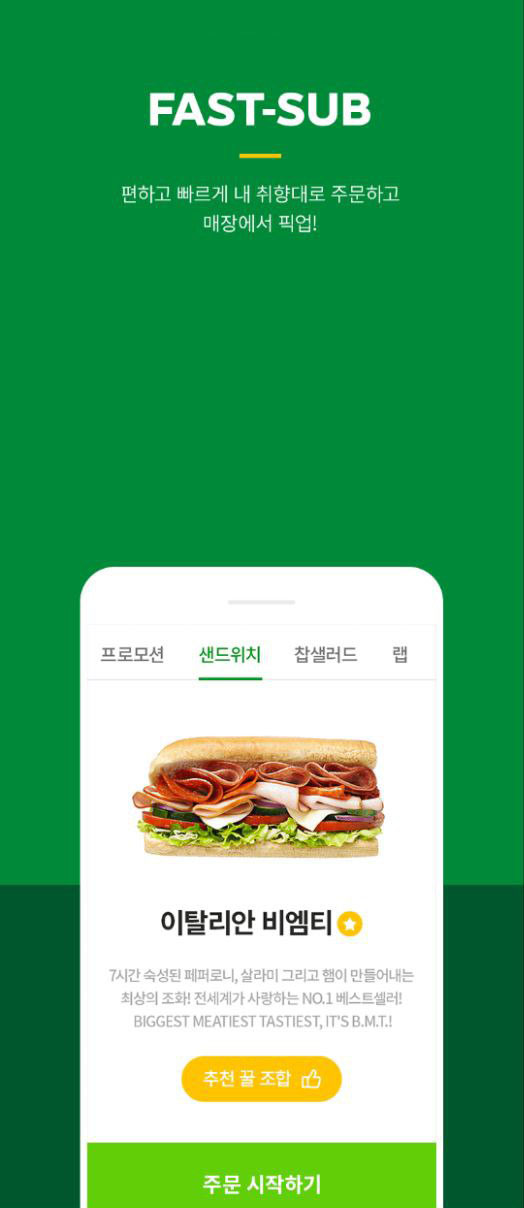 FAST-SUB
편하고 빠르게 내 취향대로 주문하고
매장에서 픽업!
프로모션 샌드위치 찹샐러드 랩
이탈리안 비엠티
7시간 숙성된 페퍼로니, 살라미 그리고 햄이 만들어내는
최상의 조화! 전세계가 사랑하는 NO.1 베스트셀러!
BIGGEST MEATIEST TASTIEST, IT'S B.M.T.!
추천 꿀 조합
주문 시작하기